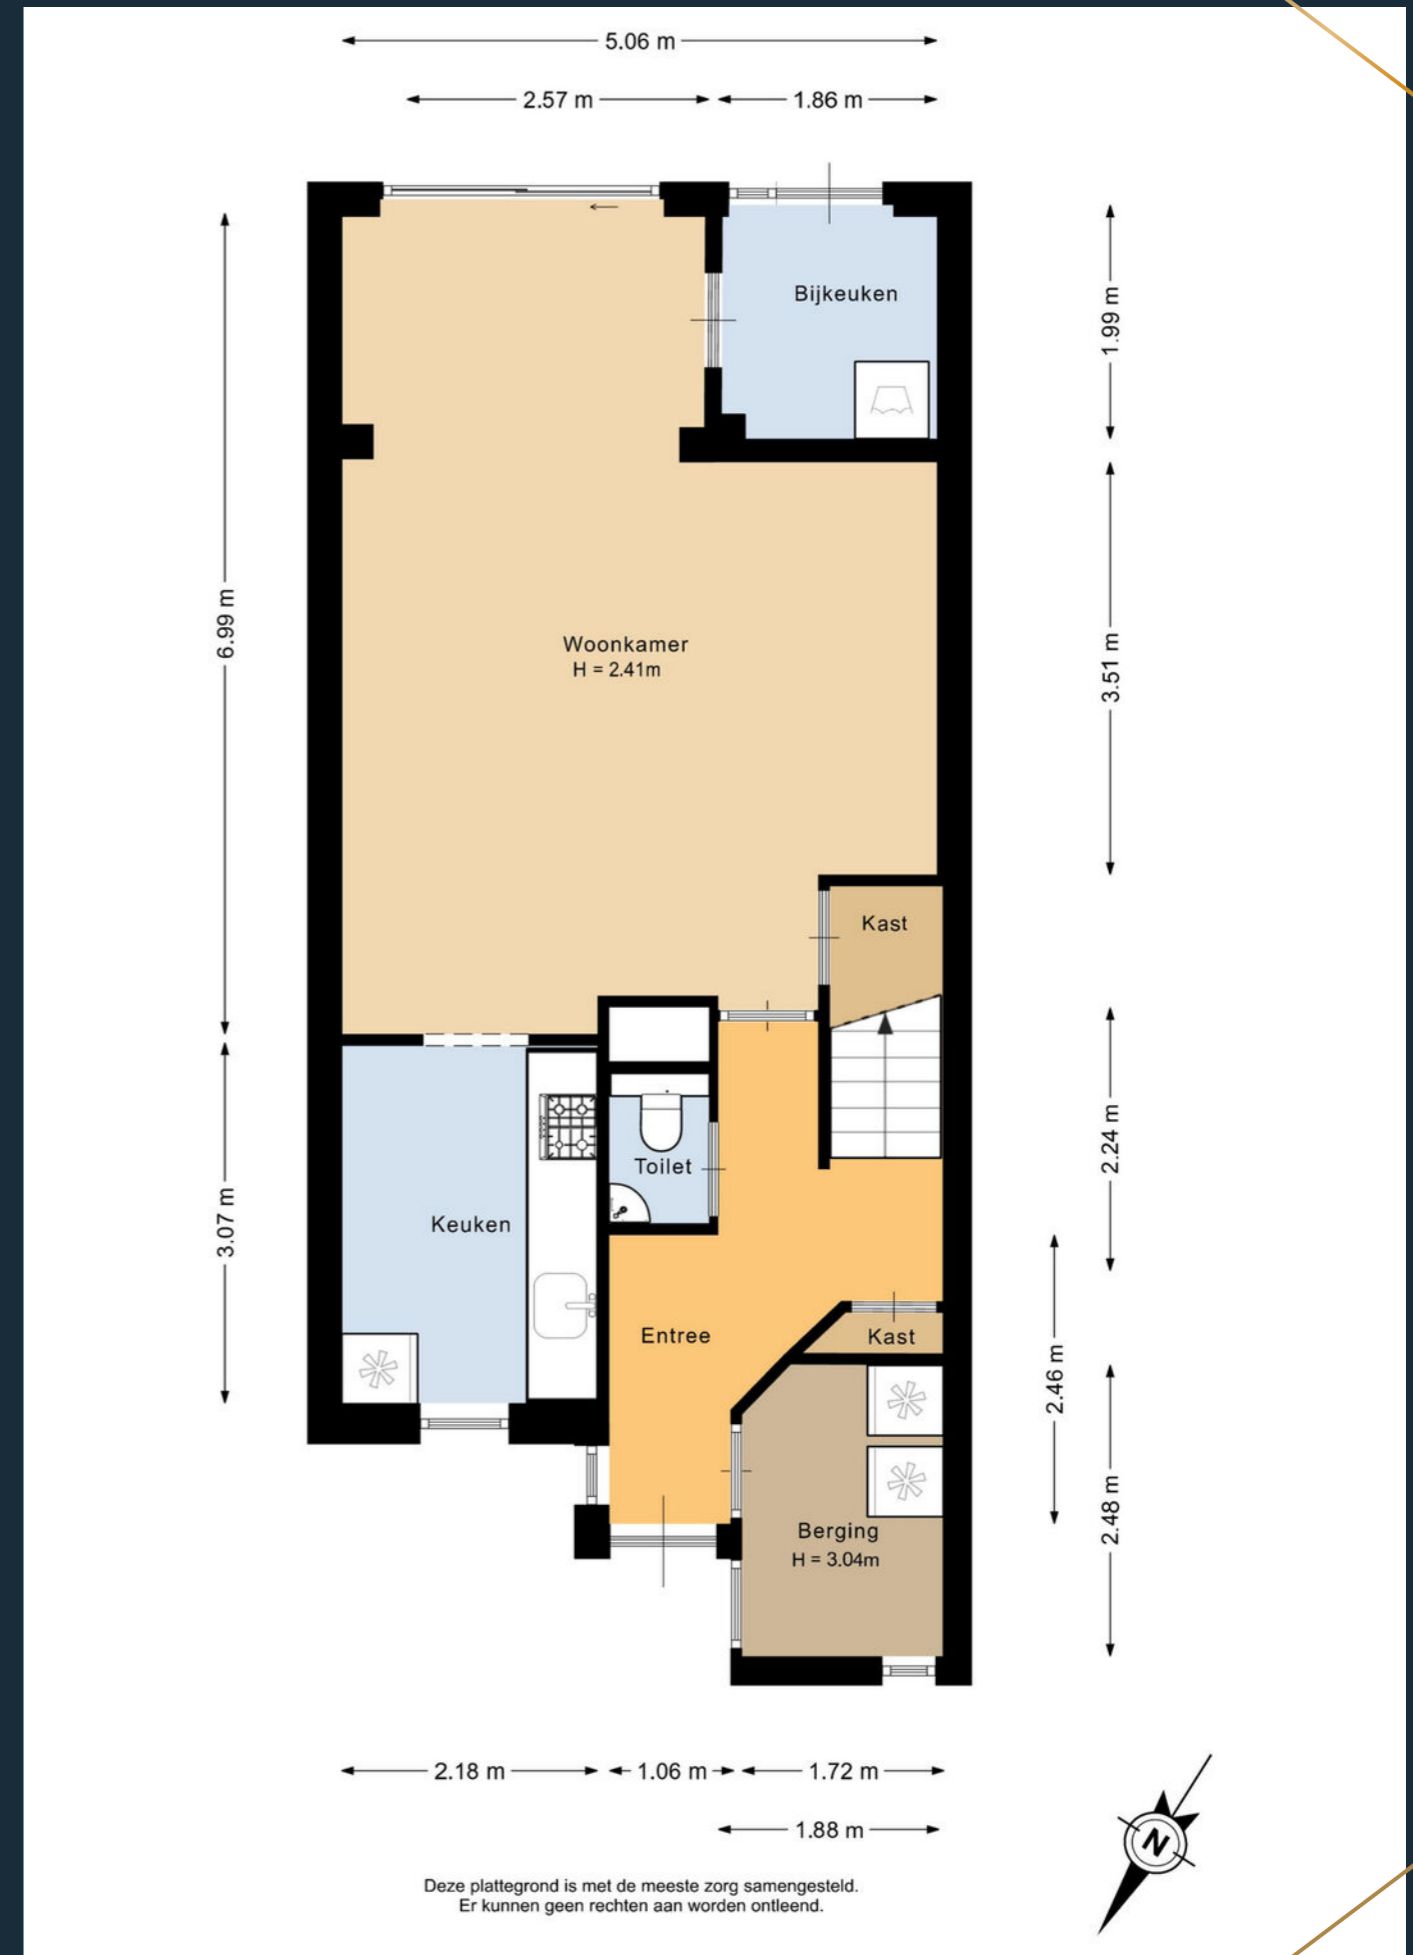 5.06 m
2.57 m
1.86 m
Bijkeuken
1.99 m
6.99 m
Woonkamer
H = 2.41m
3.51 m
Kast
2.24 m
Toilet
3.07 m
Keuken
Entree
Kast
2.46 m
2.48 m
Berging
H = 3.04m
2.18 m
1.06 m
1.72 m
1.88 m
N
Deze plattegrond is met de meeste zorg samengesteld.
Er kunnen geen rechten aan worden ontleend.